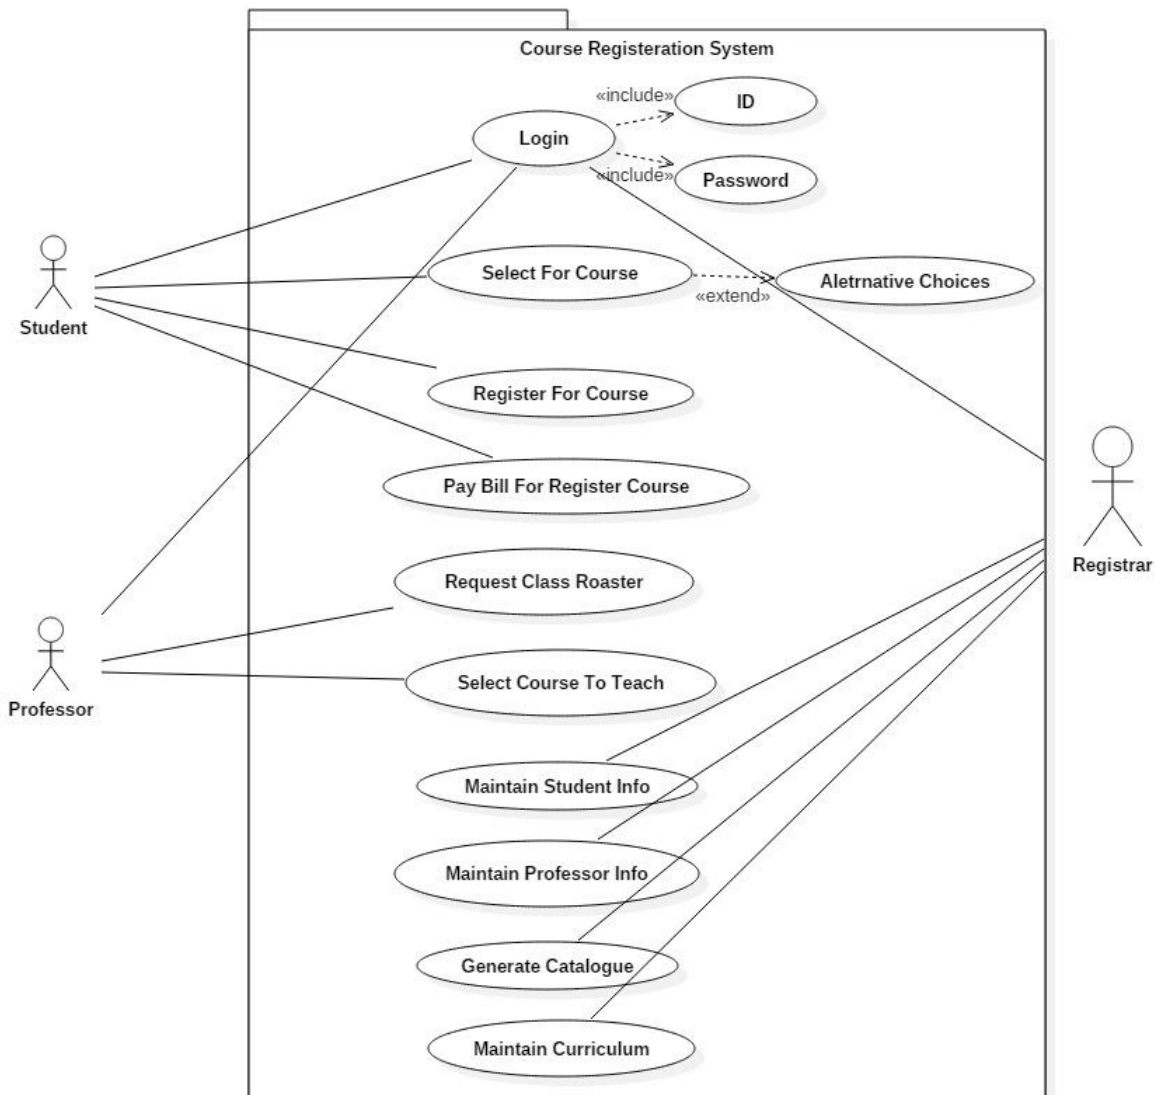 Course Registeration System
«include»
ID
Login
«include»
Password
Select For Course
«extend»
Aletrnative Choices
Student
Register For Course
Pay Bill For Register Course
Registrar
Request Class Roaster
Select Course To Teach
Professor
Maintain Student Info
Maintain Professor Info
Generate Catalogue
Maintain Curriculum